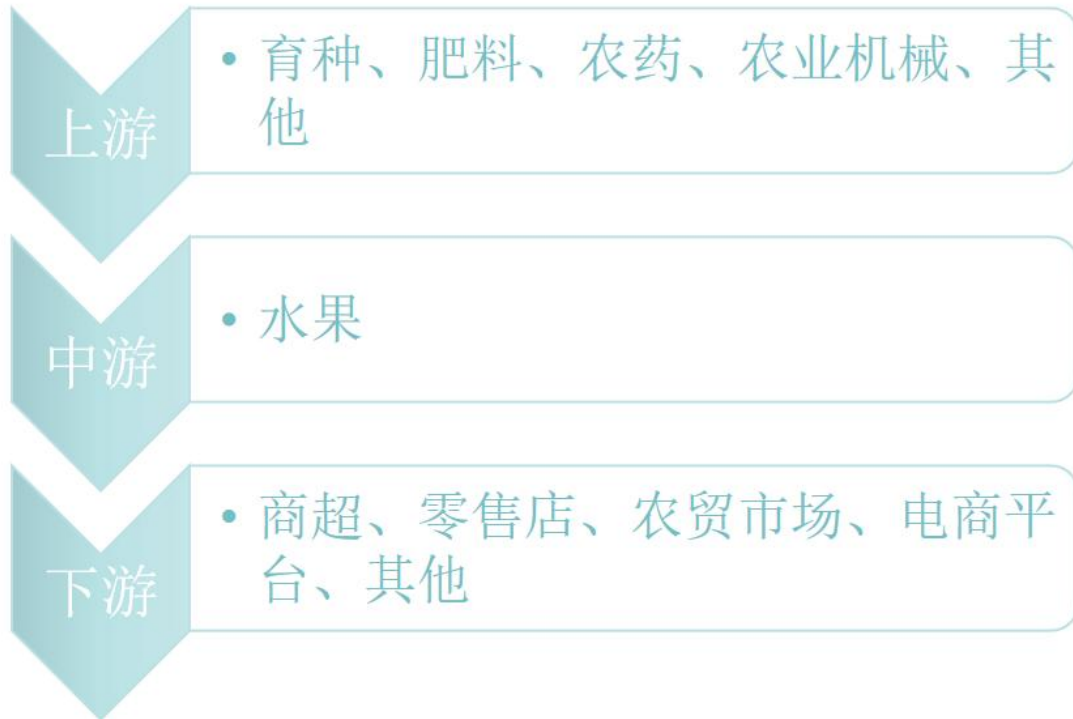 上游
• 育种、肥料、农药、农业机械、其
他
中游
• 水果
下游
• 商超、零售店、农贸市场、电商平
台、其他